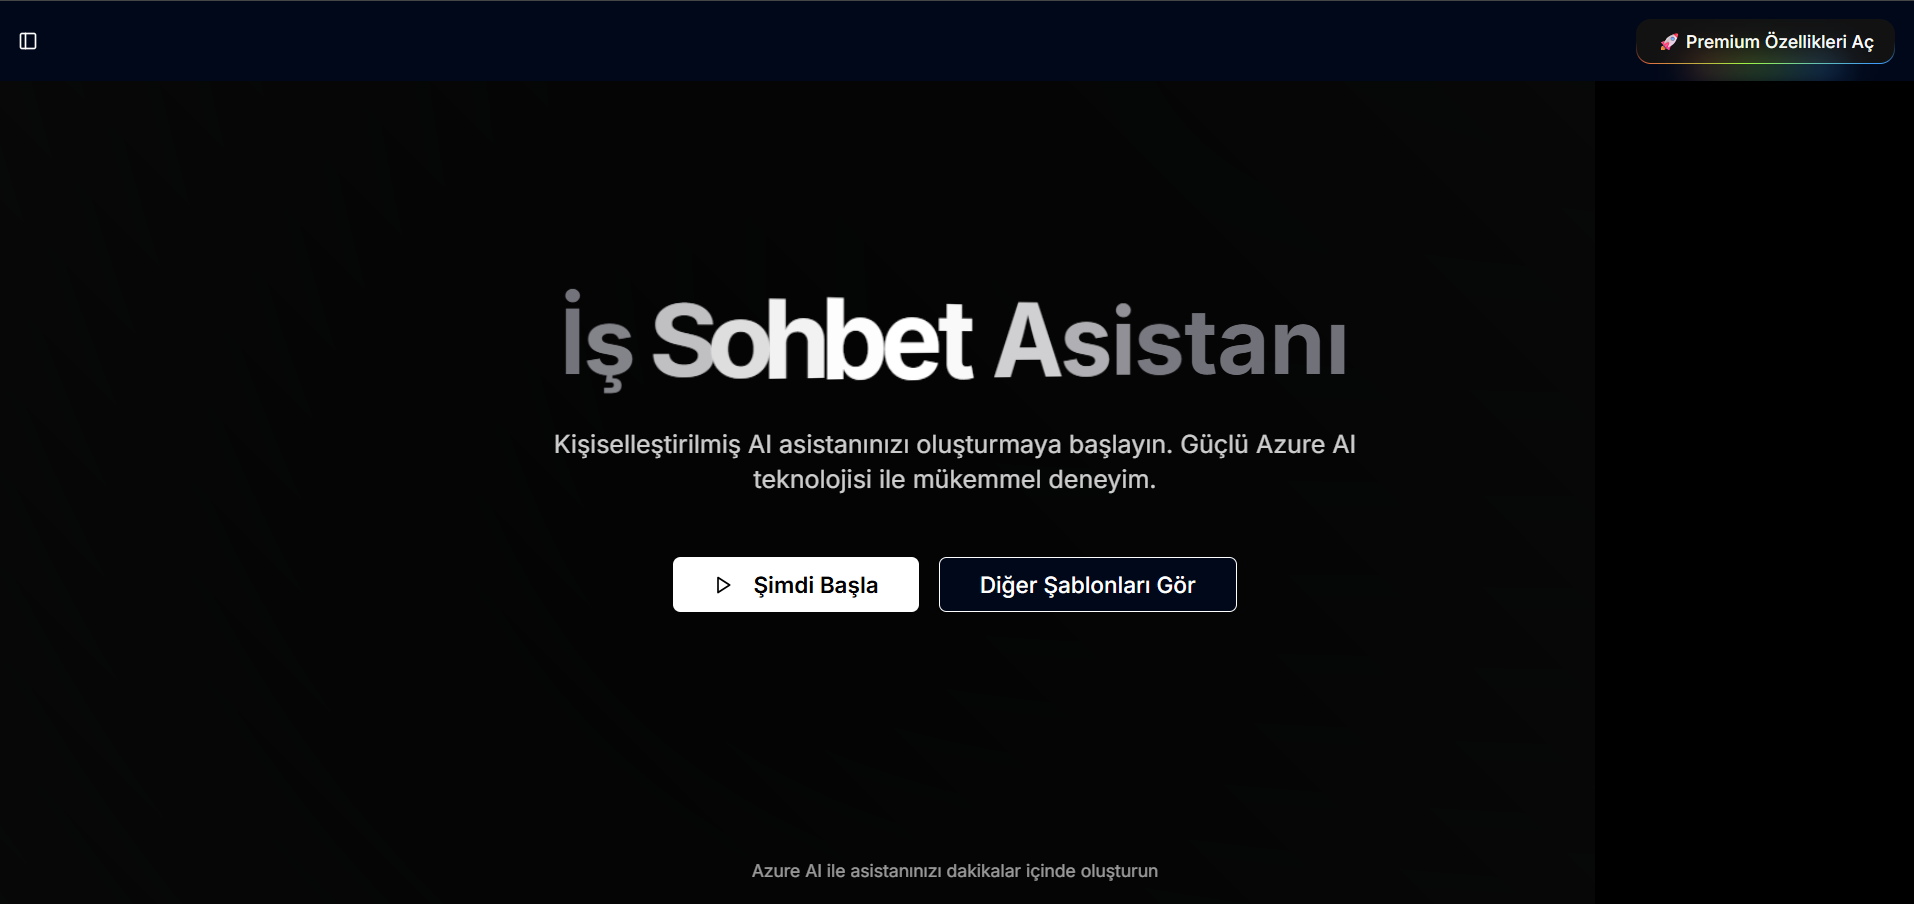 Premium Özellikleri Aç
İş Sohbet Asistanı
Kişiselleştirilmiş AI asistanınızı oluşturmaya başlayın. Güçlü Azure AI
teknolojisi ile mükemmel deneyim.
Şimdi Başla
Diğer Şablonları Gör
Azure AI ile asistanınızı dakikalar içinde oluşturun